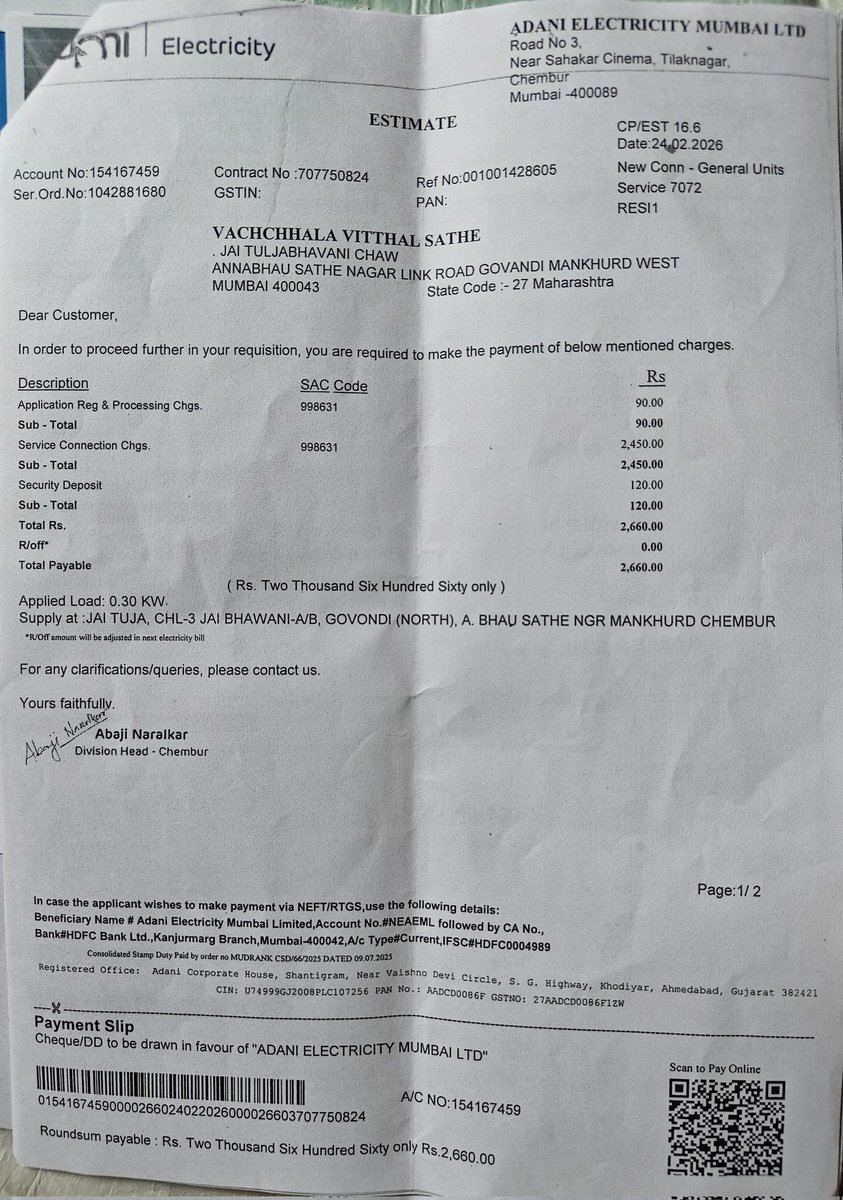 Electricity
ADANI ELECTRICITY MUMBAI LTD
Road No 3,
Near Sahakar Cinema, Tilaknagar,
Chembur
Mumbai -400089
ESTIMATE
CP/EST 16.6
Date:24.02.2026
Account No:154167459 Contract No :707750824 Ref No:001001428605 New Conn - General Units
Ser.Ord.No:1042881680 GSTIN: PAN: Service 7072
RESI1
VACHCHHALA VITTHAL SATHE
. JAI TULJABHAVANI CHAW
ANNABHAU SATHE NAGAR LINK ROAD GOVANDI MANKHURD WEST
MUMBAI 400043 State Code :- 27 Maharashtra
Dear Customer,
In order to proceed further in your requisition, you are required to make the payment of below mentioned charges.
Description SAC Code Rs
Application Reg & Processing Chgs. 998631 90.00
Sub - Total 90.00
Service Connection Chgs. 998631 2,450.00
Sub - Total 2,450.00
Security Deposit 120.00
Sub - Total 120.00
Total Rs. 2,660.00
R/off* 0.00
Total Payable 2,660.00
( Rs. Two Thousand Six Hundred Sixty only )
Applied Load: 0.30 KW.
Supply at :JAI TUJA, CHL-3 JAI BHAWANI-A/B, GOVONDI (NORTH), A. BHAU SATHE NGR MANKHURD CHEMBUR
*R/Off amount will be adjusted in next electricity bill
For any clarifications/queries, please contact us.
Yours faithfully.
Abaji Naralkar
Abaji Naralkar
Division Head - Chembur
Page:1/ 2
In case the applicant wishes to make payment via NEFT/RTGS,use the following details:
Beneficiary Name # Adani Electricity Mumbai Limited,Account No.#NEAEML followed by CA No.,
Bank#HDFC Bank Ltd.,Kanjurmarg Branch,Mumbai-400042,A/c Type#Current,IFSC#HDFC0004989
Consolidated Stamp Duty Paid by order no MUDRANK CSD/66/2025 DATED 09.07.2025
Registered Office: Adani Corporate House, Shantigram, Near Vaishno Devi Circle, S. G. Highway, Khodiyar, Ahmedabad, Gujarat 382421
CIN: U74999GJ2008PLC107256 PAN No.: AADCD0086F GSTNO: 27AADCD0086F1ZW
Payment Slip
Cheque/DD to be drawn in favour of "ADANI ELECTRICITY MUMBAI LTD"
Scan to Pay Online
A/C NO:154167459
01541674590000266024022026000026603707750824
Roundsum payable : Rs. Two Thousand Six Hundred Sixty only Rs.2,660.00